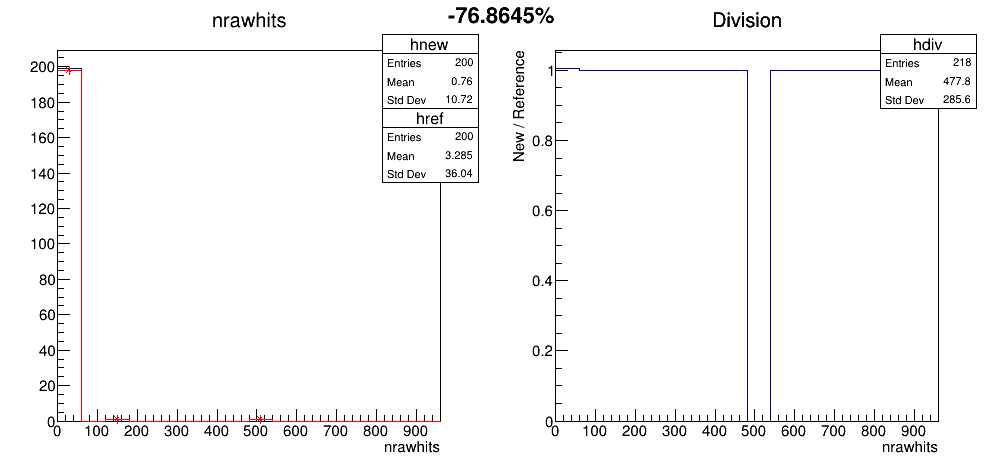 -76.8645%
nrawhits
hnew
Entries 200
Mean 0.76
Std Dev 10.72
href
Entries 200
Mean 3.285
Std Dev 36.04
200
180
160
140
120
100
80
60
40
20
0
0 100 200 300 400 500 600 700 800 900
nrawhits
Division
hdiv
Entries 218
Mean 477.8
Std Dev 285.6
New / Reference
1
0.8
0.6
0.4
0.2
0
0 100 200 300 400 500 600 700 800 900
nrawhits